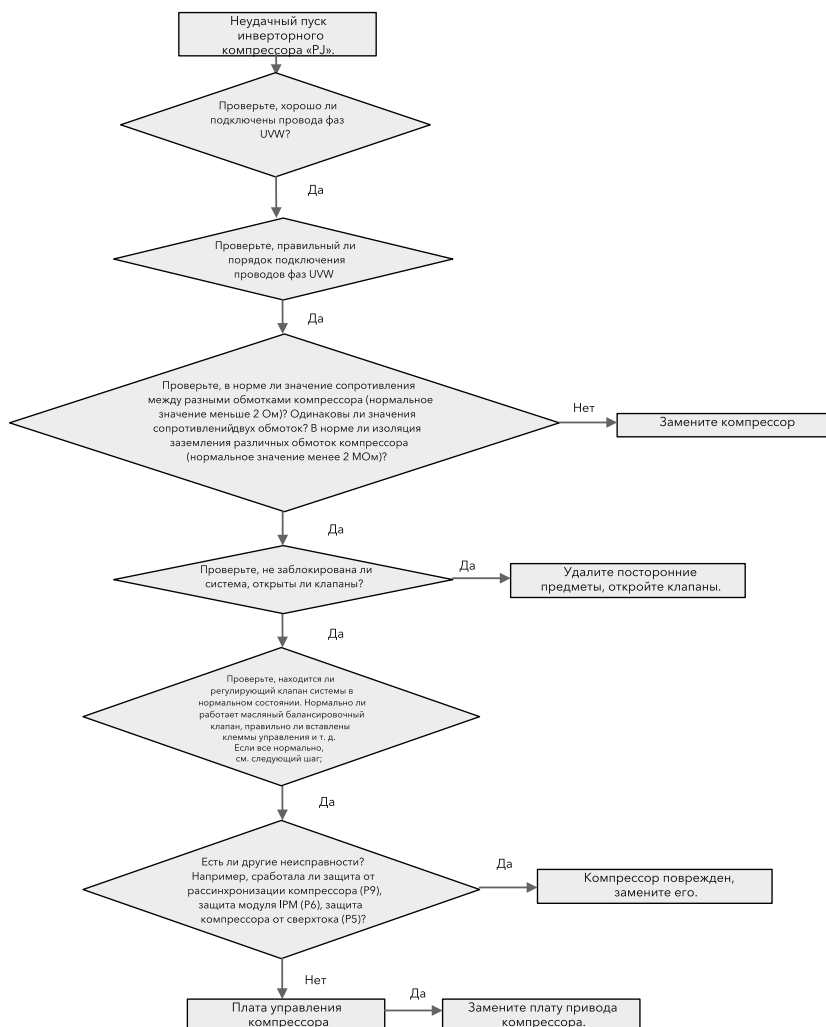 Неудачный пуск
инверторного
компрессора «PJ».
Проверьте, хорошо ли
подключены провода фаз
UVW?
Да
Проверьте, правильный ли
порядок подключения
проводов фаз UVW
Да
Проверьте, в норме ли значение сопротивления
между разными обмотками компрессора (нормальное
значение меньше 2 Ом)? Одинаковы ли значения
сопротивленийдвух обмоток? В норме ли изоляция
заземления различных обмоток компрессора
(нормальное значение менее 2 МОм)?
Нет
Замените компрессор
Да
Проверьте, не заблокирована ли
система, открыты ли клапаны?
Да
Удалите посторонние
предметы, откройте клапаны.
Да
Проверьте, находится ли
регулирующий клапан системы в
нормальном состоянии. Нормально ли
работает масляный балансировочный
клапан, правильно ли вставлены
клеммы управления и т. д.
Если все нормально,
см. следующий шаг;
Да
Есть ли другие неисправности?
Например, сработала ли защита от
рассинхронизации компрессора (P9),
защита модуля IPM (P6), защита
компрессора от сверхтока (P5)?
Да
Компрессор поврежден,
замените его.
Нет
Плата управления
компрессора
Да
Замените плату привода
компрессора.